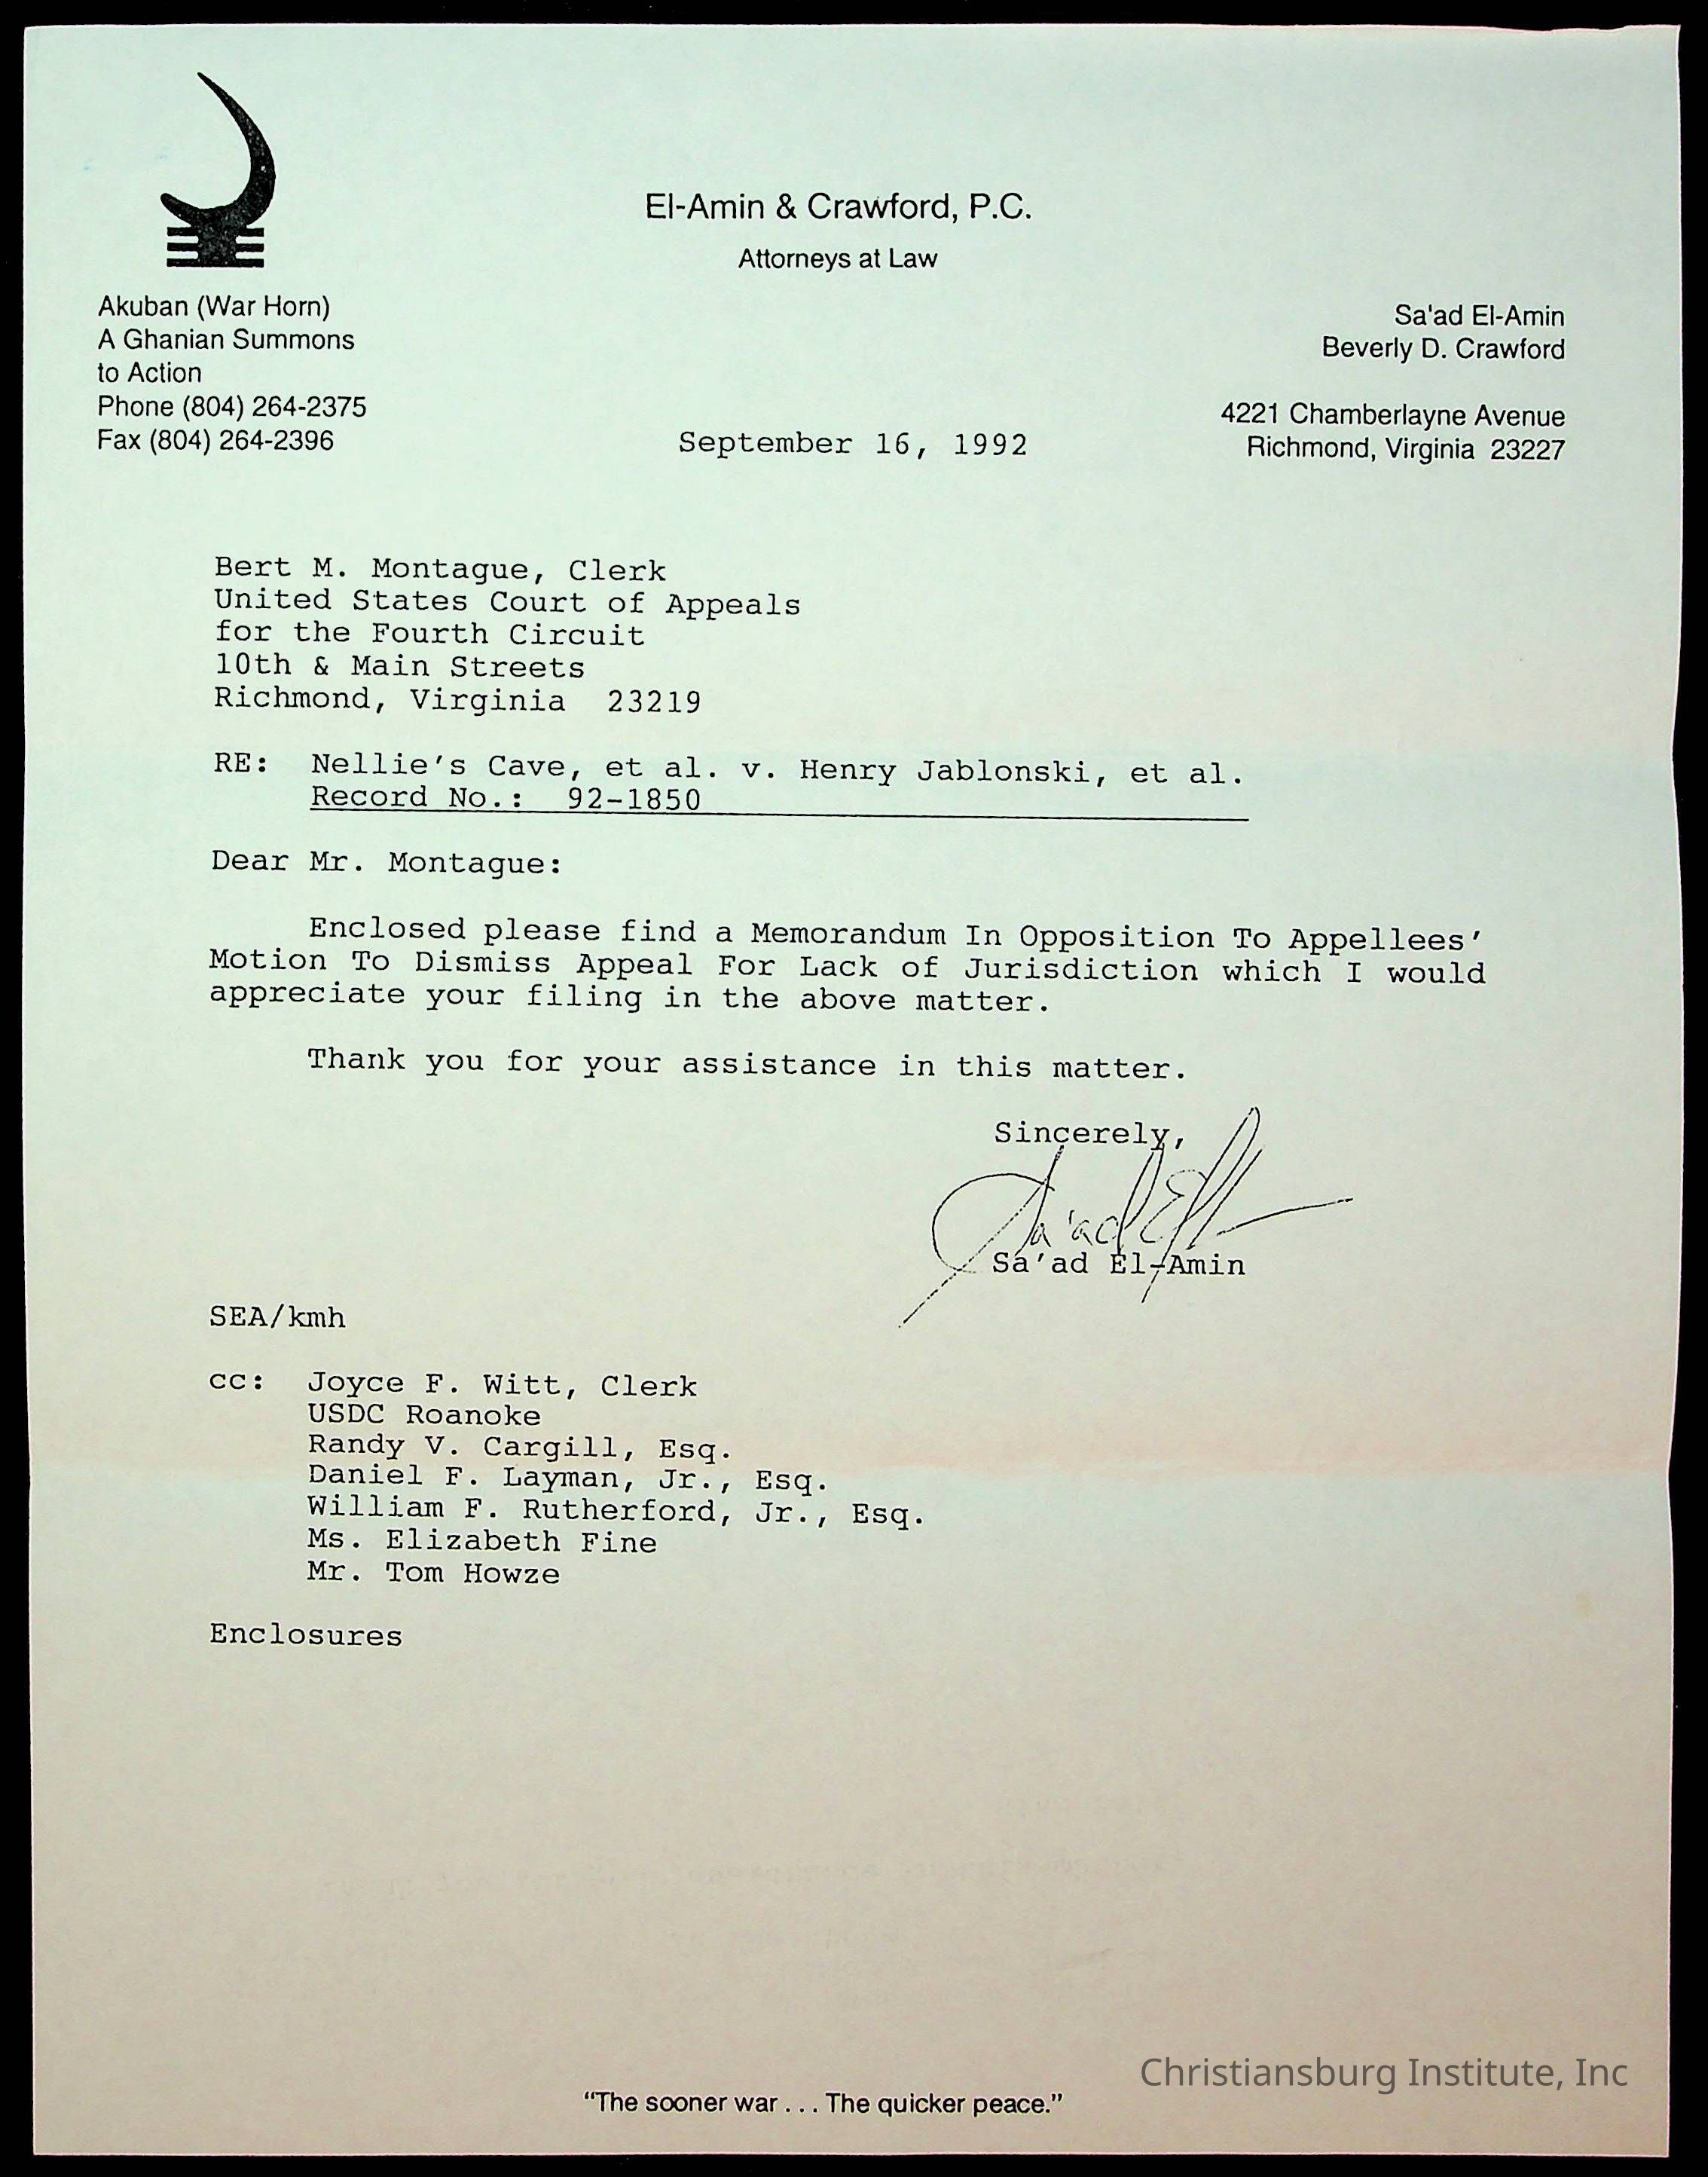 El-Amin & Crawford, P.C.
Attorneys at Law
Akuban (War Horn)
A Ghanian Summons
to Action
Phone (804) 264-2375
Fax (804) 264-2396
Sa'ad El-Amin
Beverly D. Crawford
4221 Chamberlayne Avenue
Richmond, Virginia 23227
September 16, 1992
Bert M. Montague, Clerk
United States Court of Appeals
for the Fourth Circuit
10th & Main Streets
Richmond, Virginia 23219
RE: Nellie's Cave, et al. v. Henry Jablonski, et al.
Record No.: 92-1850
Dear Mr. Montague:
Enclosed please find a Memorandum In Opposition To Appellees'
Motion To Dismiss Appeal For Lack of Jurisdiction which I would
appreciate your filing in the above matter.
Thank you for your assistance in this matter.
Sincerely,
Sa'ad El-Amin
SEA/kmh
cc: Joyce F. Witt, Clerk
USDC Roanoke
Randy V. Cargill, Esq.
Daniel F. Layman, Jr., Esq.
William F. Rutherford, Jr., Esq.
Ms. Elizabeth Fine
Mr. Tom Howze
Enclosures
Christiansburg Institute, Inc
“The sooner war . . . The quicker peace.”